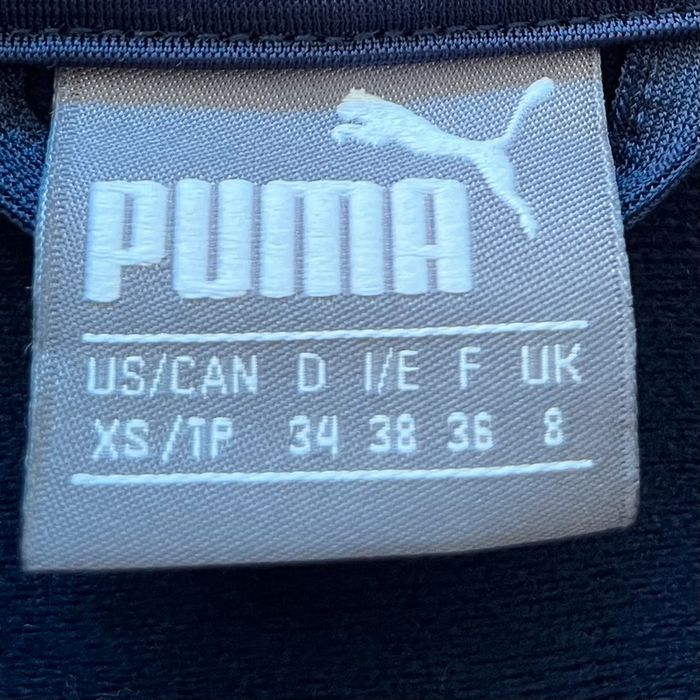 PUMA
US/CAN D I/E F UK
XS/TP 34 38 36 8